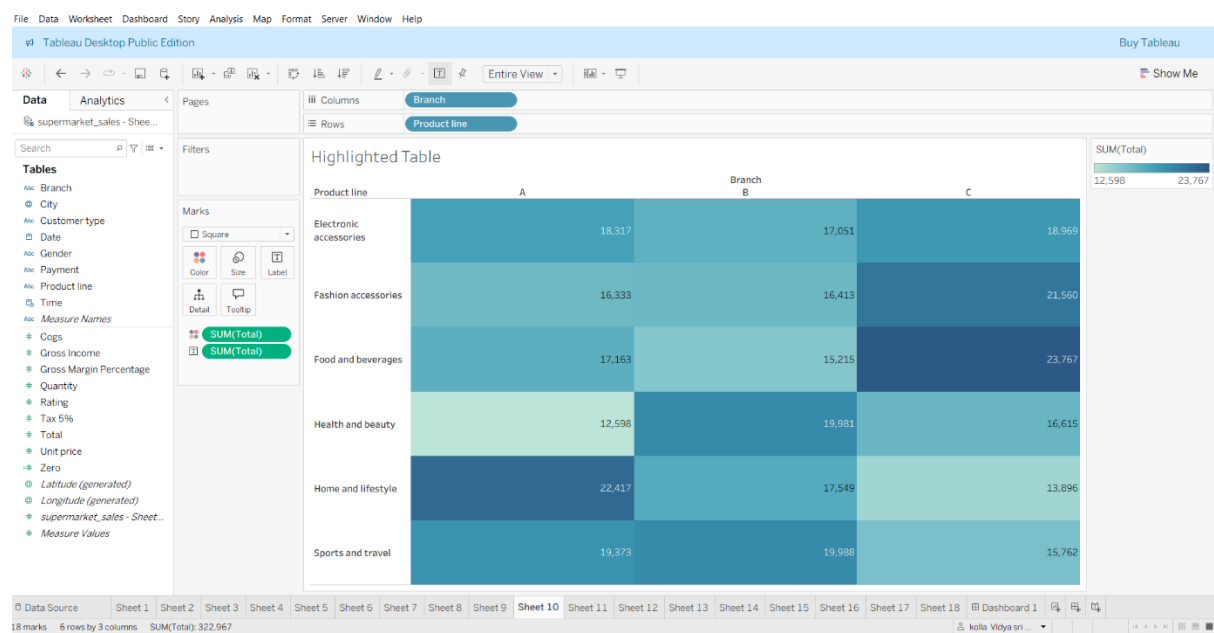 File Data Worksheet Dashboard Story Analysis Map Format Server Window Help
Tableau Desktop Public Edition Buy Tableau
Entire View Show Me
Data Analytics Pages iii Columns Branch
supermarket_sales - Shee... Rows Product line
Search Filters Highlighted Table SUM(Total)
Tables Branch 12,598 23,767
Abc Branch Product line A B C
City
Abc Customer type Marks
Date Square
Abc Gender Color Size Label
Abc Payment
Abc Product line Detail Tooltip
Time
Abc Measure Names SUM(Total)
Cogs SUM(Total)
Gross Income
Gross Margin Percentage
Quantity
Rating
Tax 5%
Total
Unit price
Zero
Latitude (generated)
Longitude (generated)
supermarket_sales - Sheet...
Measure Values
Electronic accessories 18,317 17,051 18,969
Fashion accessories 16,333 16,413 21,560
Food and beverages 17,163 15,215 23,767
Health and beauty 12,598 19,981 16,615
Home and lifestyle 22,417 17,549 13,896
Sports and travel 19,373 19,988 15,762
Data Source Sheet 1 Sheet 2 Sheet 3 Sheet 4 Sheet 5 Sheet 6 Sheet 7 Sheet 8 Sheet 9 Sheet 10 Sheet 11 Sheet 12 Sheet 13 Sheet 14 Sheet 15 Sheet 16 Sheet 17 Sheet 18 Dashboard 1
18 marks 6 rows by 3 columns SUM(Total): 322,967 kolla Vidya sri ...